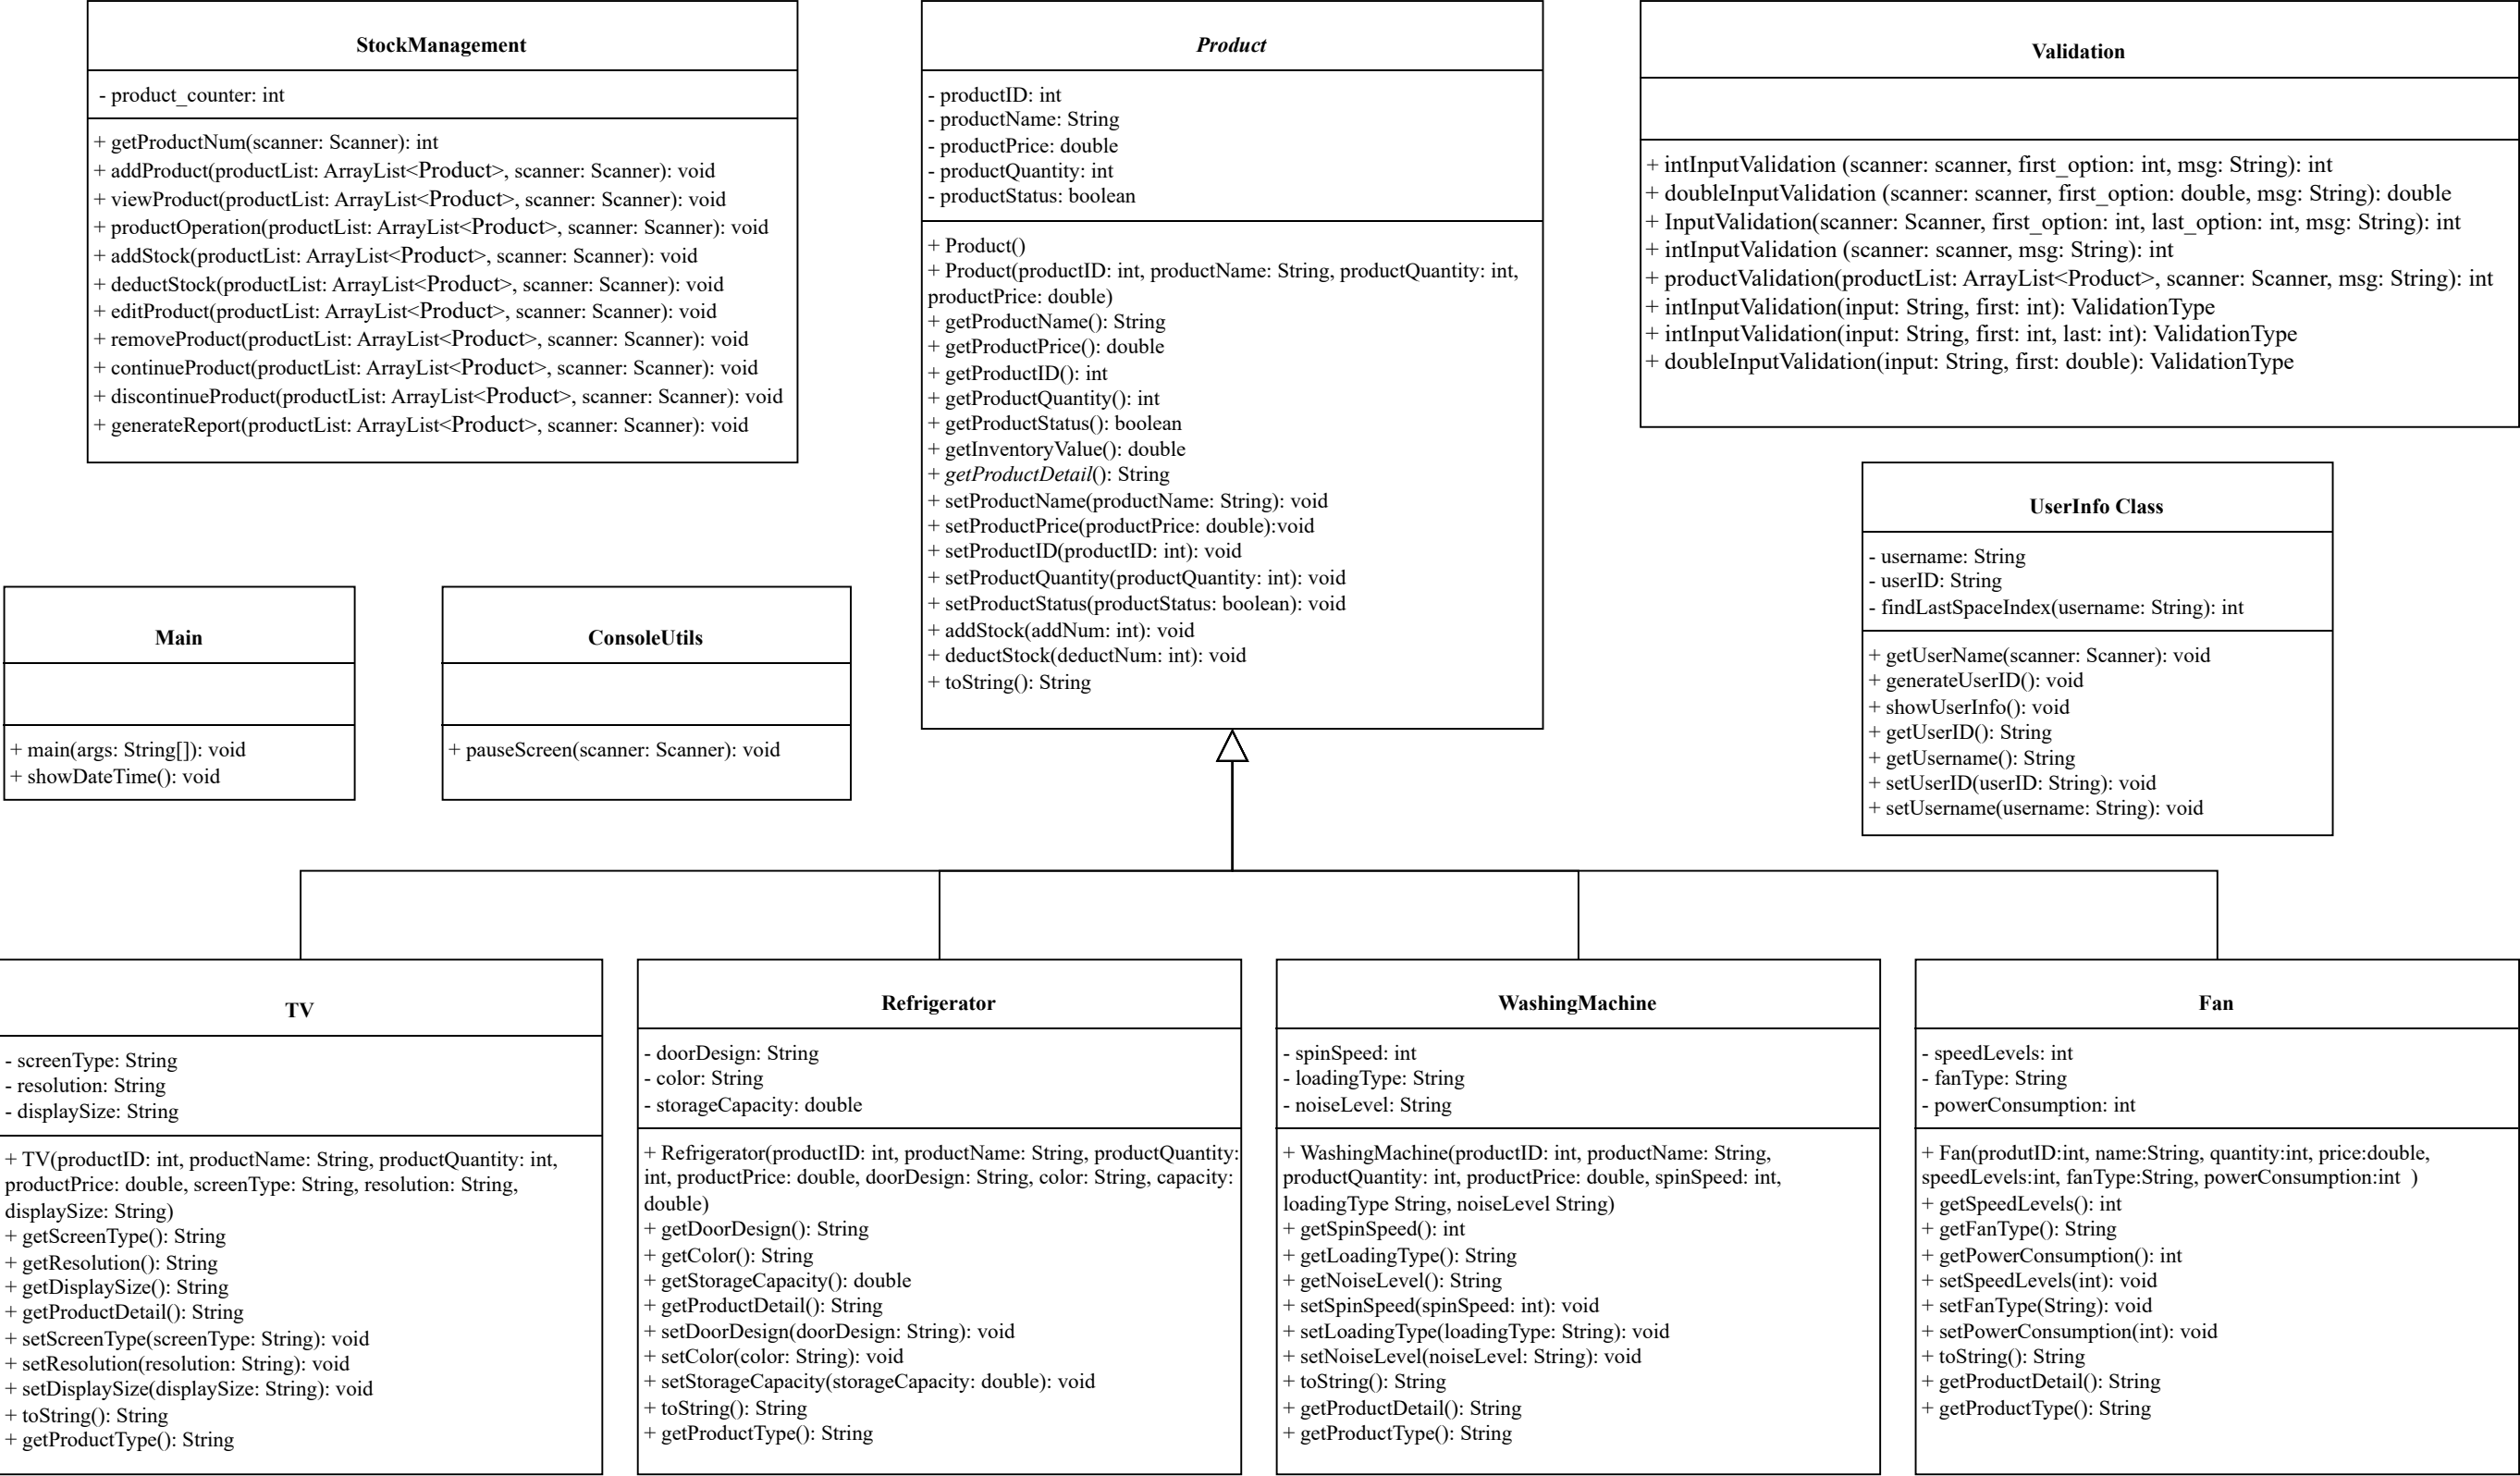 StockManagement
- product_counter: int
+ getProductNum(scanner: Scanner): int
+ addProduct(productList: ArrayList<Product>, scanner: Scanner): void
+ viewProduct(productList: ArrayList<Product>, scanner: Scanner): void
+ productOperation(productList: ArrayList<Product>, scanner: Scanner): void
+ addStock(productList: ArrayList<Product>, scanner: Scanner): void
+ deductStock(productList: ArrayList<Product>, scanner: Scanner): void
+ editProduct(productList: ArrayList<Product>, scanner: Scanner): void
+ removeProduct(productList: ArrayList<Product>, scanner: Scanner): void
+ continueProduct(productList: ArrayList<Product>, scanner: Scanner): void
+ discontinueProduct(productList: ArrayList<Product>, scanner: Scanner): void
+ generateReport(productList: ArrayList<Product>, scanner: Scanner): void
Product
- productID: int
- productName: String
- productPrice: double
- productQuantity: int
- productStatus: boolean
+ Product()
+ Product(productID: int, productName: String, productQuantity: int,
productPrice: double)
+ getProductName(): String
+ getProductPrice(): double
+ getProductID(): int
+ getProductQuantity(): int
+ getProductStatus(): boolean
+ getInventoryValue(): double
+ getProductDetail(): String
+ setProductName(productName: String): void
+ setProductPrice(productPrice: double):void
+ setProductID(productID: int): void
+ setProductQuantity(productQuantity: int): void
+ setProductStatus(productStatus: boolean): void
+ addStock(addNum: int): void
+ deductStock(deductNum: int): void
+ toString(): String
Validation
+ intInputValidation (scanner: scanner, first_option: int, msg: String): int
+ doubleInputValidation (scanner: scanner, first_option: double, msg: String): double
+ InputValidation(scanner: Scanner, first_option: int, last_option: int, msg: String): int
+ intInputValidation (scanner: scanner, msg: String): int
+ productValidation(productList: ArrayList<Product>, scanner: Scanner, msg: String): int
+ intInputValidation(input: String, first: int): ValidationType
+ intInputValidation(input: String, first: int, last: int): ValidationType
+ doubleInputValidation(input: String, first: double): ValidationType
UserInfo Class
- username: String
- userID: String
- findLastSpaceIndex(username: String): int
+ getUserName(scanner: Scanner): void
+ generateUserID(): void
+ showUserInfo(): void
+ getUserID(): String
+ getUsername(): String
+ setUserID(userID: String): void
+ setUsername(username: String): void
Main
+ main(args: String[]): void
+ showDateTime(): void
ConsoleUtils
+ pauseScreen(scanner: Scanner): void
TV
- screenType: String
- resolution: String
- displaySize: String
+ TV(productID: int, productName: String, productQuantity: int,
productPrice: double, screenType: String, resolution: String,
displaySize: String)
+ getScreenType(): String
+ getResolution(): String
+ getDisplaySize(): String
+ getProductDetail(): String
+ setScreenType(screenType: String): void
+ setResolution(resolution: String): void
+ setDisplaySize(displaySize: String): void
+ toString(): String
+ getProductType(): String
Refrigerator
- doorDesign: String
- color: String
- storageCapacity: double
+ Refrigerator(productID: int, productName: String, productQuantity:
int, productPrice: double, doorDesign: String, color: String, capacity:
double)
+ getDoorDesign(): String
+ getColor(): String
+ getStorageCapacity(): double
+ getProductDetail(): String
+ setDoorDesign(doorDesign: String): void
+ setColor(color: String): void
+ setStorageCapacity(storageCapacity: double): void
+ toString(): String
+ getProductType(): String
WashingMachine
- spinSpeed: int
- loadingType: String
- noiseLevel: String
+ WashingMachine(productID: int, productName: String,
productQuantity: int, productPrice: double, spinSpeed: int,
loadingType String, noiseLevel String)
+ getSpinSpeed(): int
+ getLoadingType(): String
+ getNoiseLevel(): String
+ setSpinSpeed(spinSpeed: int): void
+ setLoadingType(loadingType: String): void
+ setNoiseLevel(noiseLevel: String): void
+ toString(): String
+ getProductDetail(): String
+ getProductType(): String
Fan
- speedLevels: int
- fanType: String
- powerConsumption: int
+ Fan(produtID:int, name:String, quantity:int, price:double,
speedLevels:int, fanType:String, powerConsumption:int )
+ getSpeedLevels(): int
+ getFanType(): String
+ getPowerConsumption(): int
+ setSpeedLevels(int): void
+ setFanType(String): void
+ setPowerConsumption(int): void
+ toString(): String
+ getProductDetail(): String
+ getProductType(): String